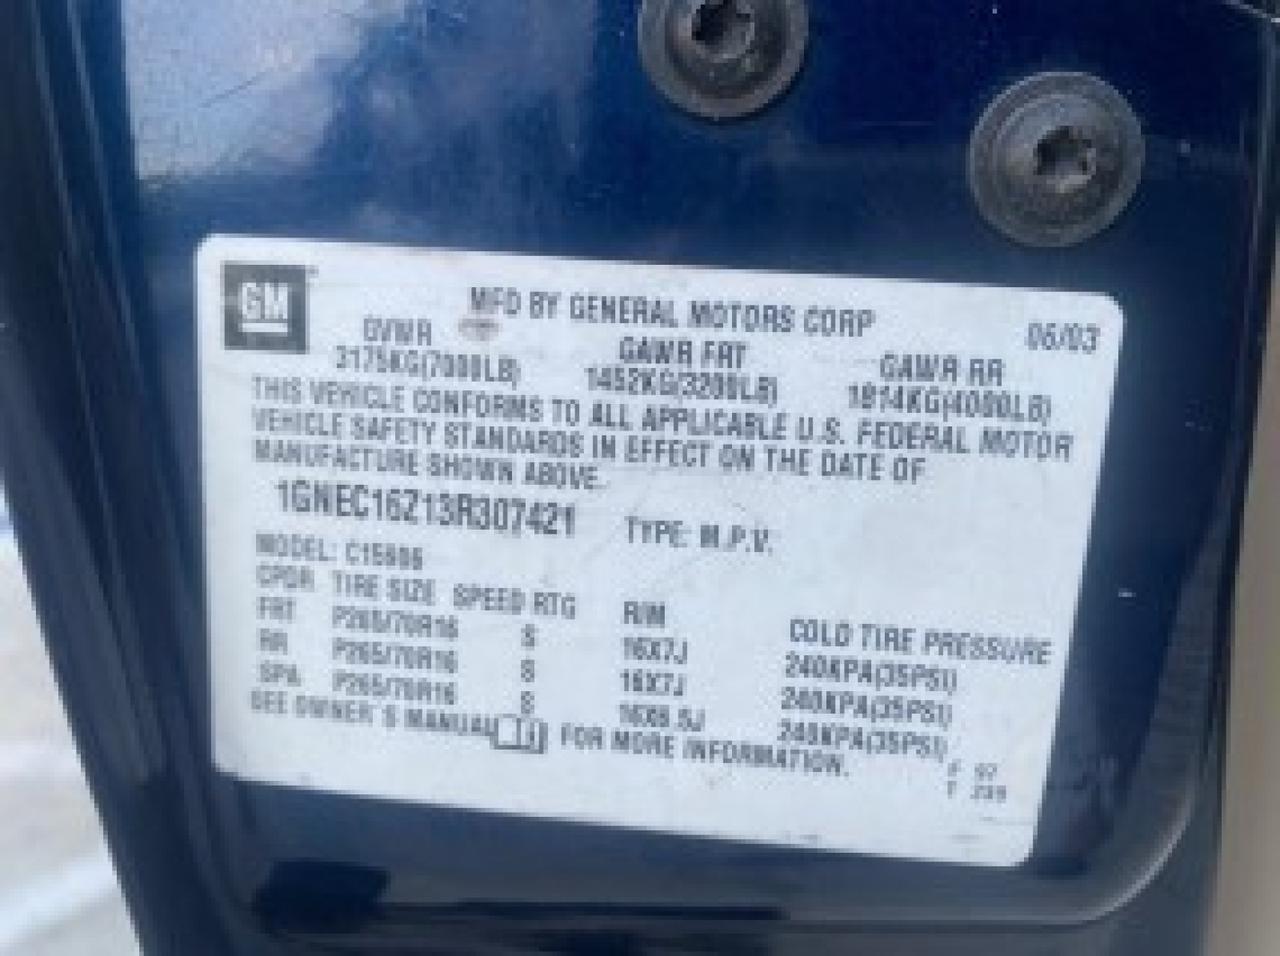 GM
MFD BY GENERAL MOTORS CORP 06/03
GVWR GAWR FRT GAWR RR
3175KG(7000LB) 1452KG(3200LB) 1814KG(4000LB)
THIS VEHICLE CONFORMS TO ALL APPLICABLE U.S. FEDERAL MOTOR
VEHICLE SAFETY STANDARDS IN EFFECT ON THE DATE OF
MANUFACTURE SHOWN ABOVE.
1GNEC16Z13R307421 TYPE: M.P.V.
MODEL:
TIRE SIZE SPEED RTG RIM COLD TIRE PRESSURE
FRT P265/70R16 S 16X7J 240KPA(35PSI)
RR P265/70R16 S 16X7J 240KPA(35PSI)
SPA P265/70R16 S 16X6.5J 240KPA(35PSI)
SEE OWNER'S MANUAL FOR MORE INFORMATION.